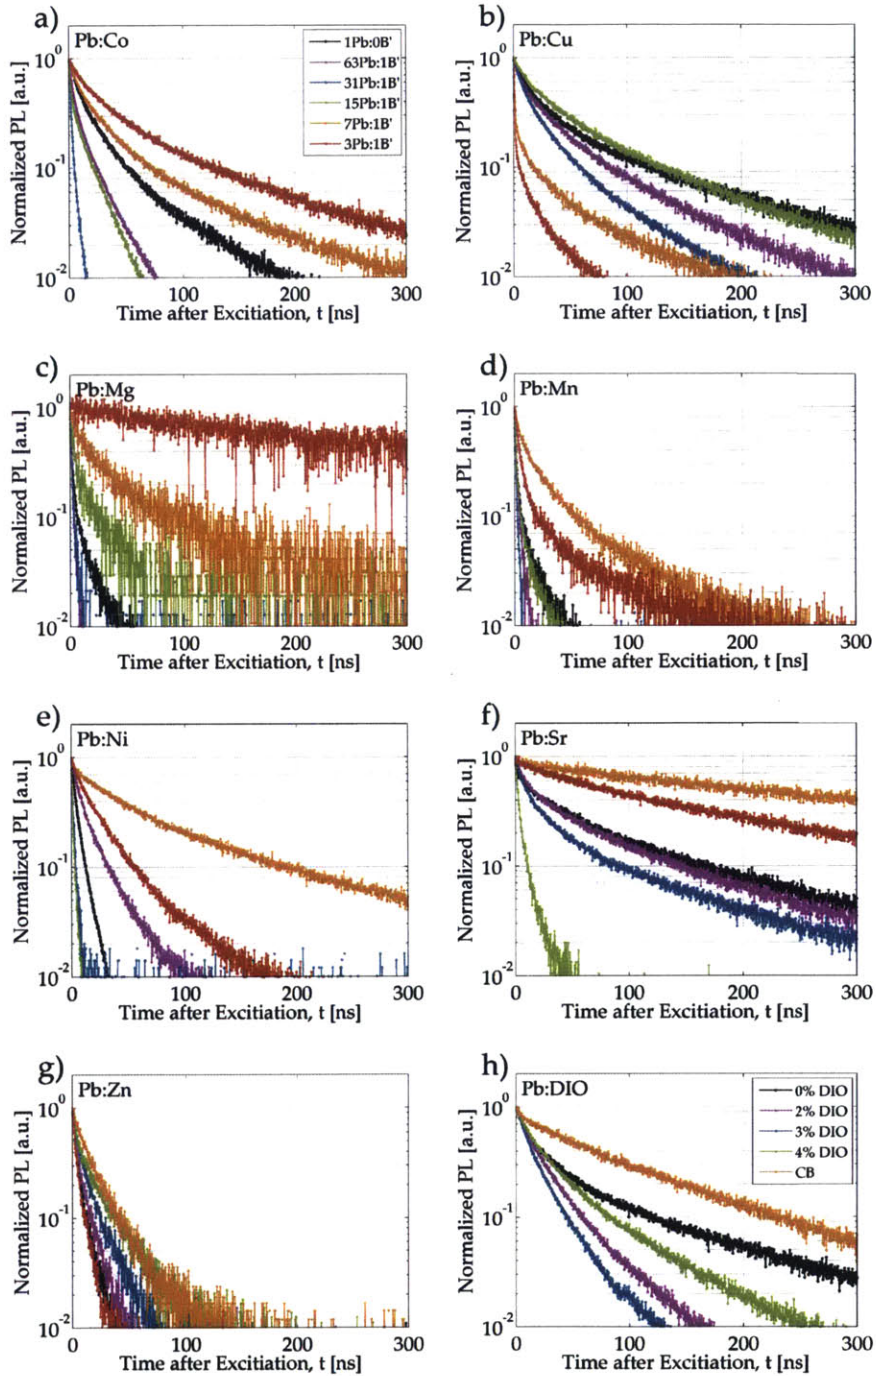 a)
Pb:Co
1Pb:0B'
63Pb:1B'
31Pb:1B'
15Pb:1B'
7Pb:1B'
3Pb:1B'
Normalized PL [a.u.]
10^0
10^-1
10^-2
0 100 200 300
Time after Excitiation, t [ns]
b)
Pb:Cu
Normalized PL [a.u.]
10^0
10^-1
10^-2
0 100 200 300
Time after Excitiation, t [ns]
c)
Pb:Mg
Normalized PL [a.u.]
10^0
10^-1
10^-2
0 100 200 300
Time after Excitiation, t [ns]
d)
Pb:Mn
Normalized PL [a.u.]
10^0
10^-1
10^-2
0 100 200 300
Time after Excitiation, t [ns]
e)
Pb:Ni
Normalized PL [a.u.]
10^0
10^-1
10^-2
0 100 200 300
Time after Excitiation, t [ns]
f)
Pb:Sr
Normalized PL [a.u.]
10^0
10^-1
10^-2
0 100 200 300
Time after Excitiation, t [ns]
g)
Pb:Zn
Normalized PL [a.u.]
10^0
10^-1
10^-2
0 100 200 300
Time after Excitiation, t [ns]
h)
Pb:DIO
0% DIO
2% DIO
3% DIO
4% DIO
CB
Normalized PL [a.u.]
10^0
10^-1
10^-2
0 100 200 300
Time after Excitiation, t [ns]